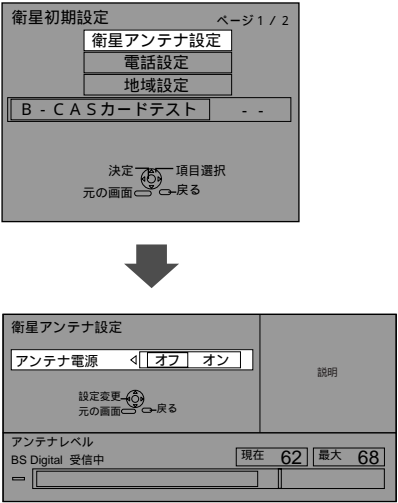 衛星初期設定 ページ1/2
衛星アンテナ設定
電話設定
地域設定
B-CASカードテスト --
決定 項目選択
元の画面 戻る
衛星アンテナ設定
アンテナ電源 オフ オン
説明
設定変更
元の画面 戻る
アンテナレベル
BS Digital 受信中 現在 62 最大 68